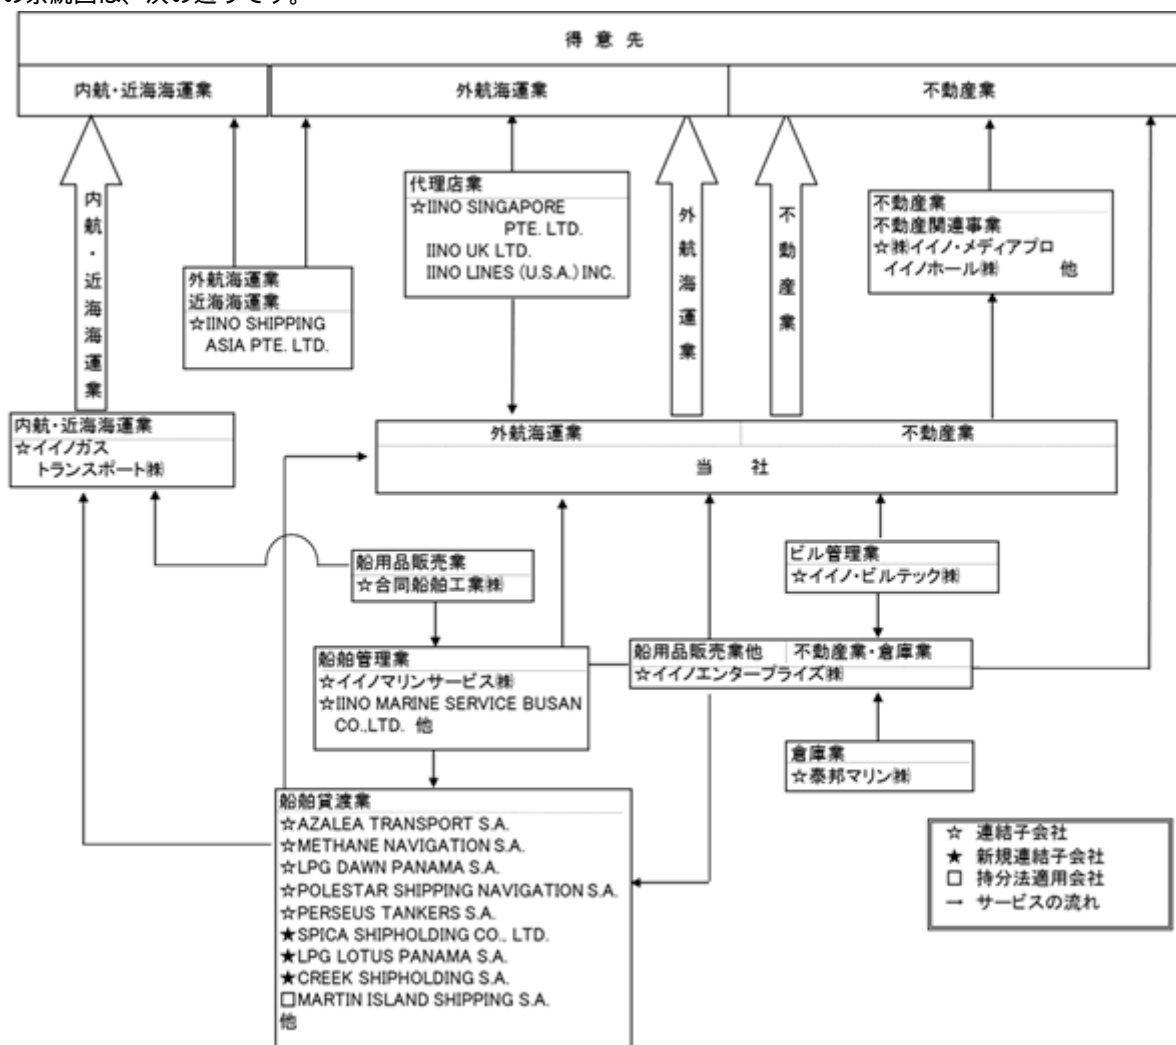 の系統図は、次の通りです。
得意先
内航・近海海運業
外航海運業
不動産業
内航・近海海運業
外航海運業
近海海運業
☆IINO SHIPPING
ASIA PTE. LTD.
代理店業
☆IINO SINGAPORE
PTE. LTD.
IINO UK LTD.
IINO LINES (U.S.A.) INC.
外航海運業
不動産業
不動産業
不動産関連事業
☆㈱イイノ・メディアプロ
イイノホール㈱ 他
内航・近海海運業
☆イイノガス
トランスポート㈱
外航海運業
不動産業
当社
船用品販売業
☆合同船舶工業㈱
ビル管理業
☆イイノ・ビルテック㈱
船舶管理業
☆イイノマリンサービス㈱
☆IINO MARINE SERVICE BUSAN
CO.,LTD. 他
船用品販売業他
不動産業・倉庫業
☆イイノエンタープライズ㈱
倉庫業
☆泰邦マリン㈱
船舶貸渡業
☆AZALEA TRANSPORT S.A.
☆METHANE NAVIGATION S.A.
☆LPG DAWN PANAMA S.A.
☆POLESTAR SHIPPING NAVIGATION S.A.
☆PERSEUS TANKERS S.A.
★SPICA SHIPHOLDING CO., LTD.
★LPG LOTUS PANAMA S.A.
★CREEK SHIPHOLDING S.A.
□MARTIN ISLAND SHIPPING S.A.
他
☆ 連結子会社
★ 新規連結子会社
□ 持分法適用会社
→ サービスの流れ